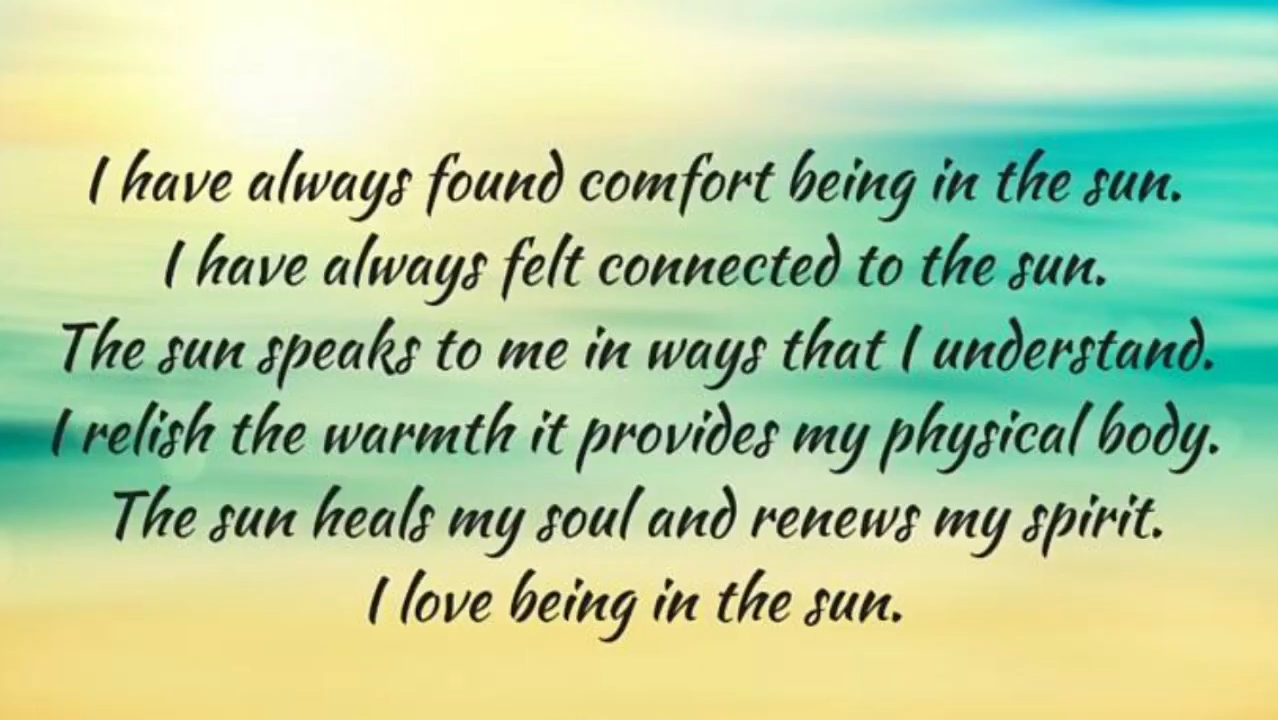 I have always found comfort being in the sun.
I have always felt connected to the sun.
The sun speaks to me in ways that I understand.
I relish the warmth it provides my physical body.
The sun heals my soul and renews my spirit.
I love being in the sun.